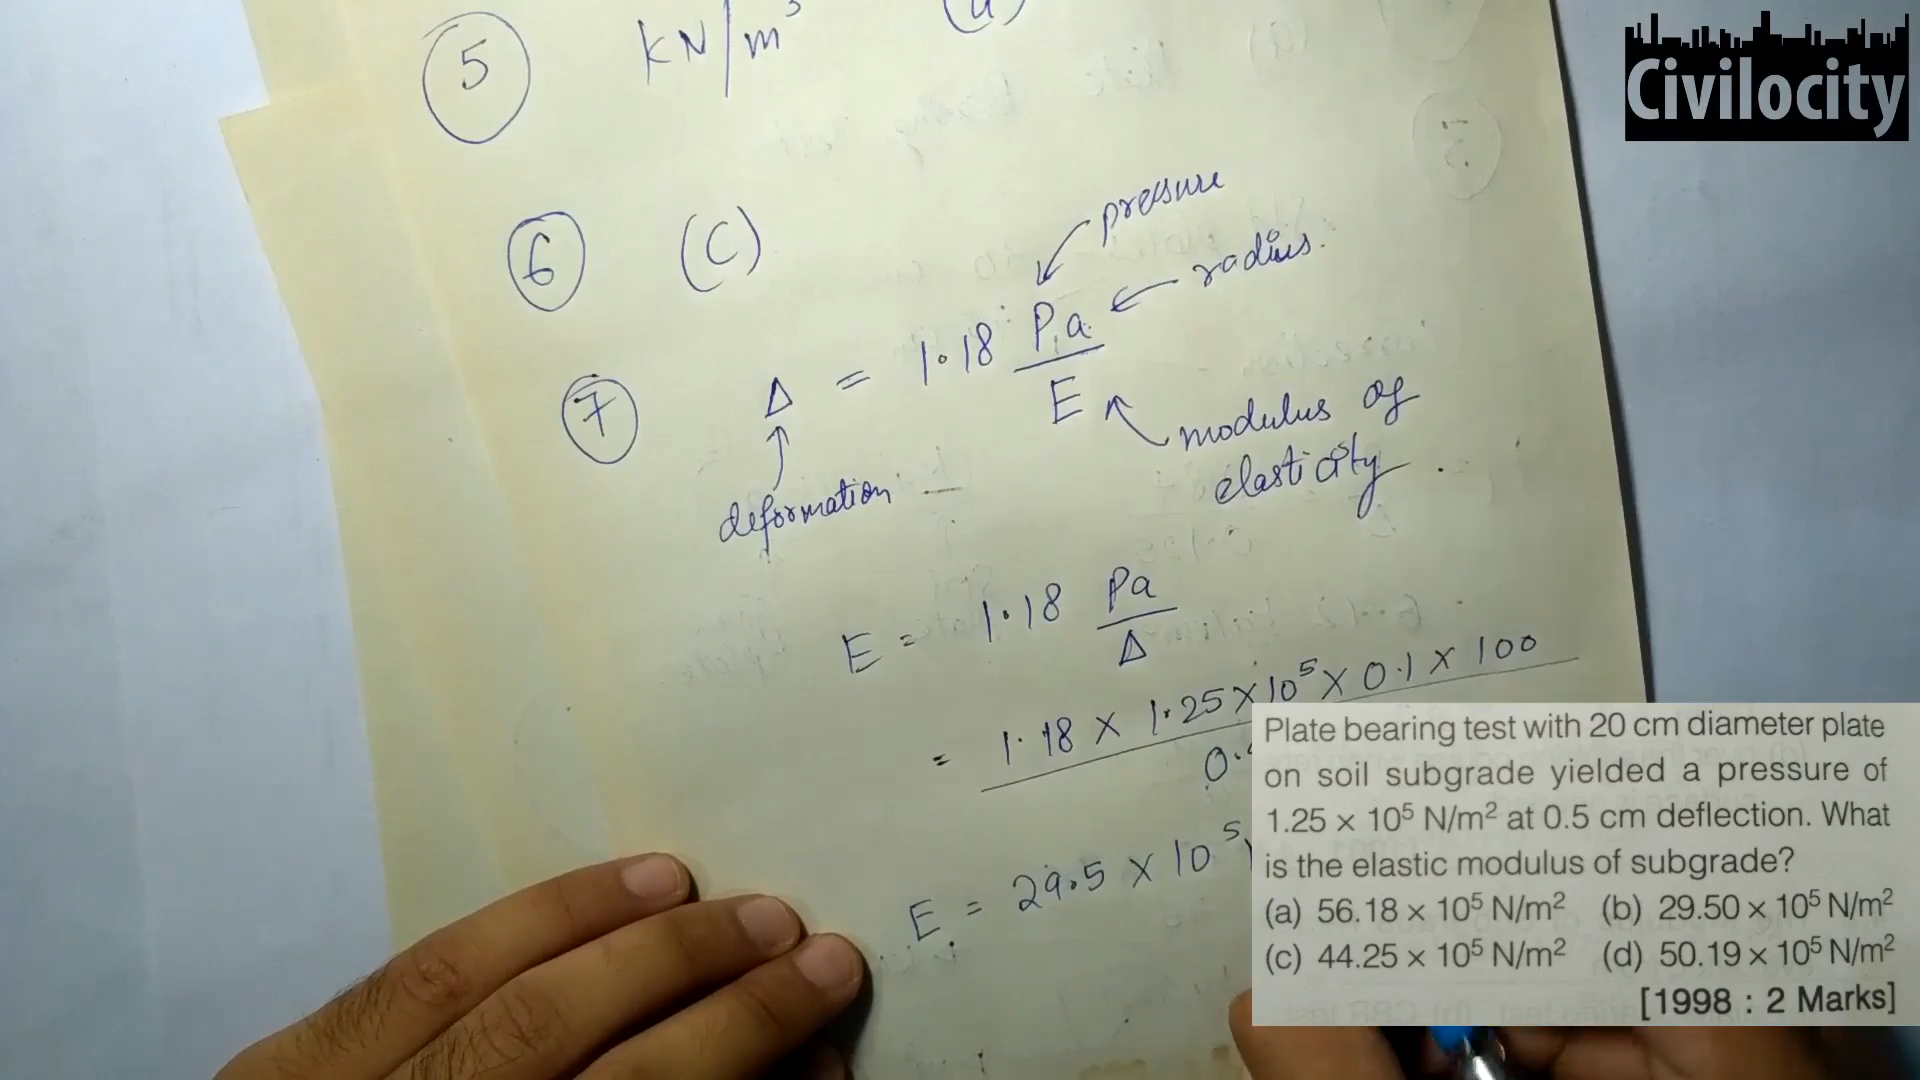 Civilocity
5 kN/m³
6 (C)
pressure
radius.
7 Δ = 1.18 P.a / E
deformation
modulus of
elasticity.
E = 1.18 Pa / Δ
= 1.18 × 1.25 × 10⁵ × 0.1 × 100
0.
E = 29.5 × 10⁵
Plate bearing test with 20 cm diameter plate
on soil subgrade yielded a pressure of
1.25 × 10⁵ N/m² at 0.5 cm deflection. What
is the elastic modulus of subgrade?
(a) 56.18 × 10⁵ N/m² (b) 29.50 × 10⁵ N/m²
(c) 44.25 × 10⁵ N/m² (d) 50.19 × 10⁵ N/m²
[1998 : 2 Marks]